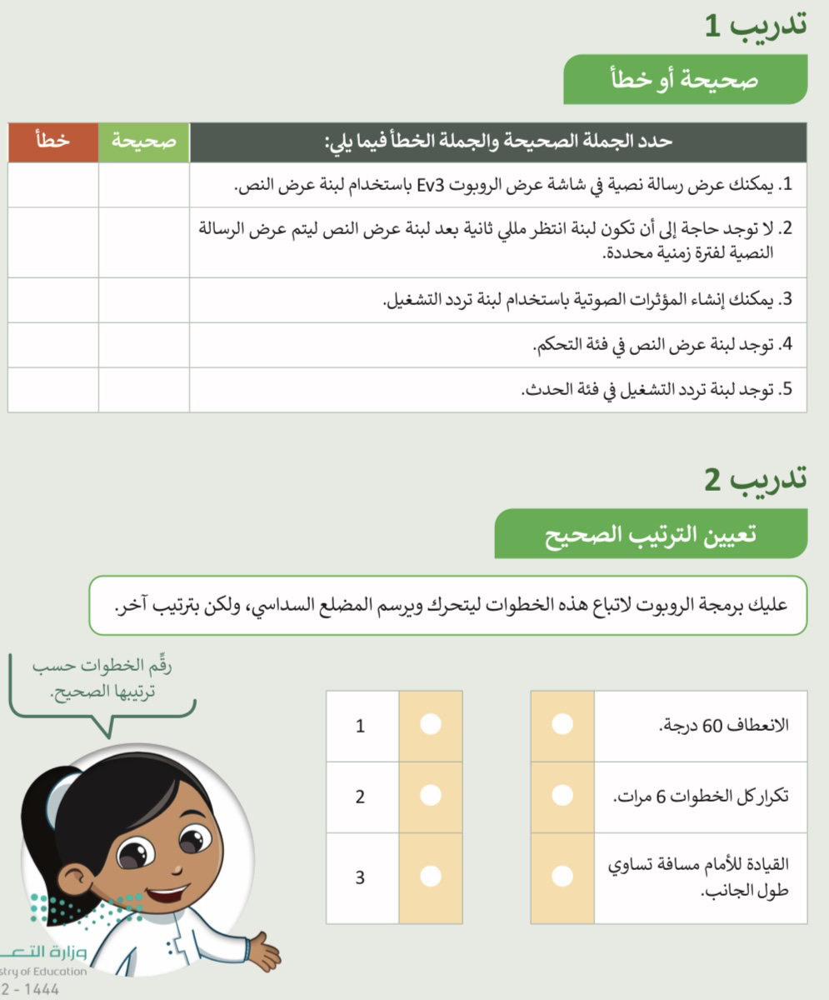 تدريب 1
صحيحة أو خطأ
حدد الجملة الصحيحة والجملة الخطأ فيما يلي:
صحيحة
خطأ
1. يمكنك عرض رسالة نصية في شاشة عرض الروبوت Ev3 باستخدام لبنة عرض النص.
2. لا توجد حاجة إلى أن تكون لبنة انتظر مللي ثانية بعد لبنة عرض النص ليتم عرض الرسالة
النصية لفترة زمنية محددة.
3. يمكنك إنشاء المؤثرات الصوتية باستخدام لبنة تردد التشغيل.
4. توجد لبنة عرض النص في فئة التحكم.
5. توجد لبنة تردد التشغيل في فئة الحدث.
تدريب 2
تعيين الترتيب الصحيح
عليك برمجة الروبوت لاتباع هذه الخطوات ليتحرك ويرسم المضلع السداسي، ولكن بترتيب آخر.
رقِّم الخطوات حسب
ترتيبها الصحيح.
الانعطاف 60 درجة.
1
تكرار كل الخطوات 6 مرات.
2
القيادة للأمام مسافة تساوي
طول الجانب.
3
وزارة التعـ
stry of Education
2 - 1444